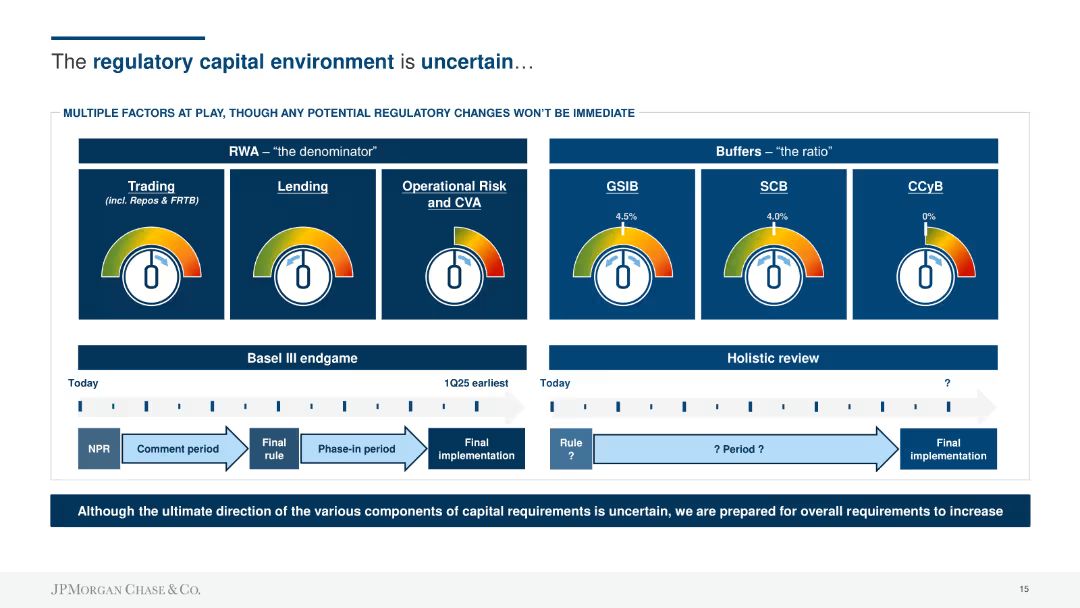 The regulatory capital environment is uncertain…
MULTIPLE FACTORS AT PLAY, THOUGH ANY POTENTIAL REGULATORY CHANGES WON'T BE IMMEDIATE
RWA – “the denominator”
Trading
(incl. Repos & FRTB)
Lending
Operational Risk
and CVA
Buffers – “the ratio”
GSIB
4.5%
SCB
4.0%
CCyB
0%
Basel III endgame
Today
1Q25 earliest
NPR
Comment period
Final
rule
Phase-in period
Final
implementation
Holistic review
Today
?
Rule
?
? Period ?
Final
implementation
Although the ultimate direction of the various components of capital requirements is uncertain, we are prepared for overall requirements to increase
JPMORGAN CHASE & CO.
15